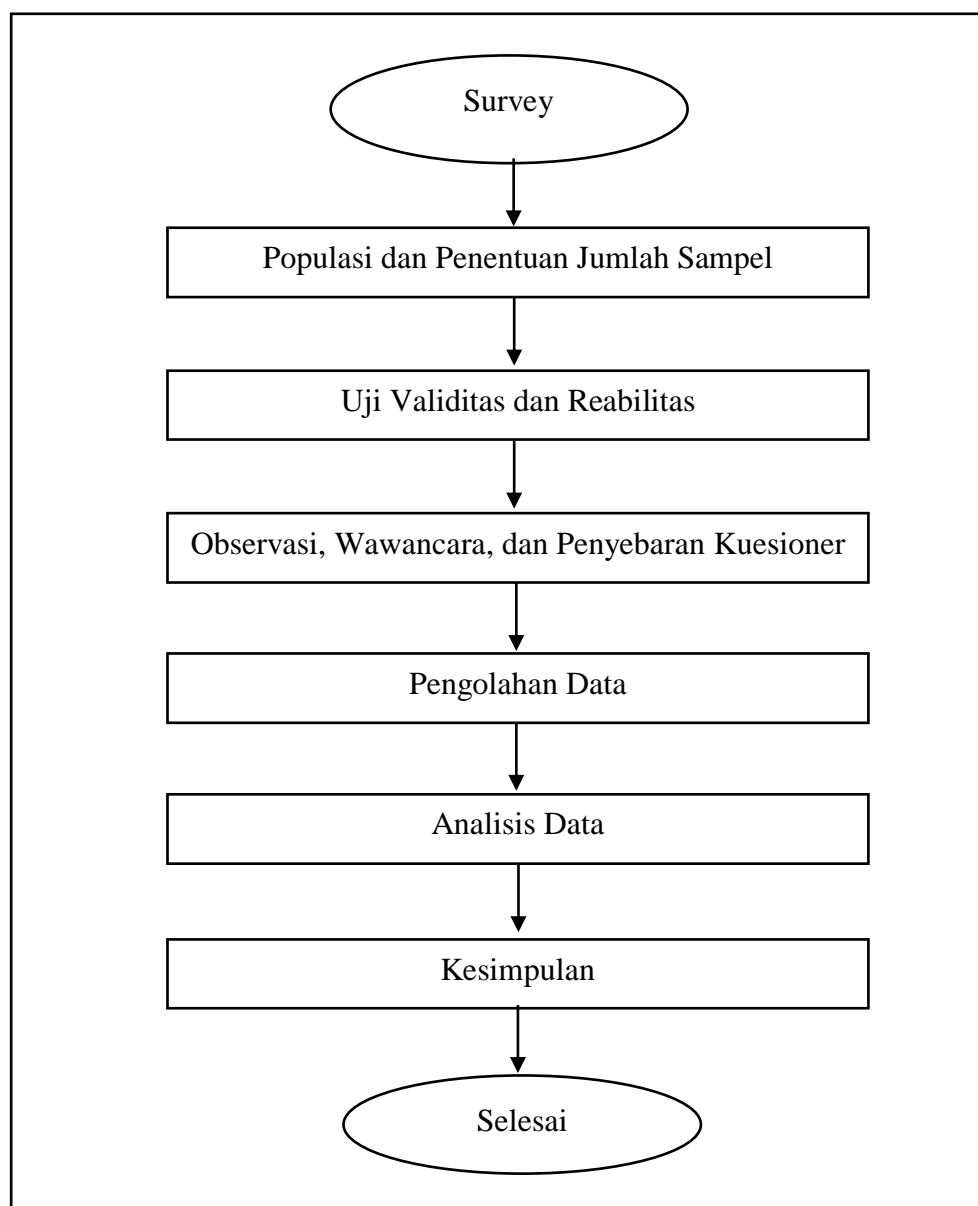 Survey
Populasi dan Penentuan Jumlah Sampel
Uji Validitas dan Reabilitas
Observasi, Wawancara, dan Penyebaran Kuesioner
Pengolahan Data
Analisis Data
Kesimpulan
Selesai